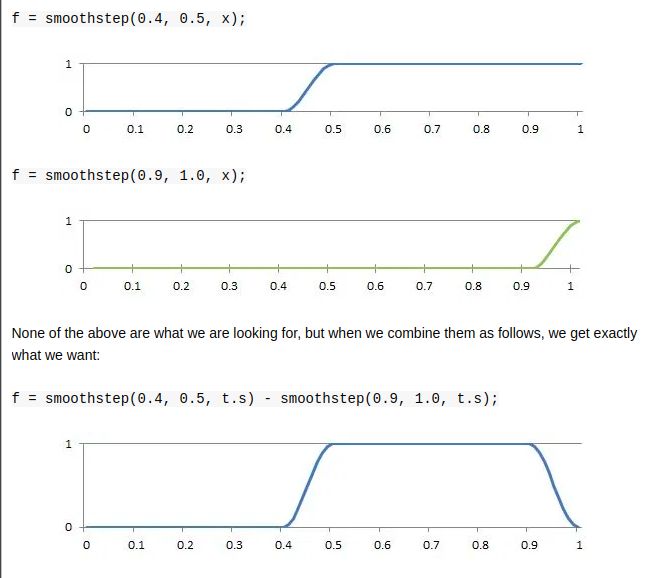 f = smoothstep(0.4, 0.5, x);
1
0
0 0.1 0.2 0.3 0.4 0.5 0.6 0.7 0.8 0.9 1
f = smoothstep(0.9, 1.0, x);
1
0
0 0.1 0.2 0.3 0.4 0.5 0.6 0.7 0.8 0.9 1
None of the above are what we are looking for, but when we combine them as follows, we get exactly
what we want:
f = smoothstep(0.4, 0.5, t.s) - smoothstep(0.9, 1.0, t.s);
1
0
0 0.1 0.2 0.3 0.4 0.5 0.6 0.7 0.8 0.9 1